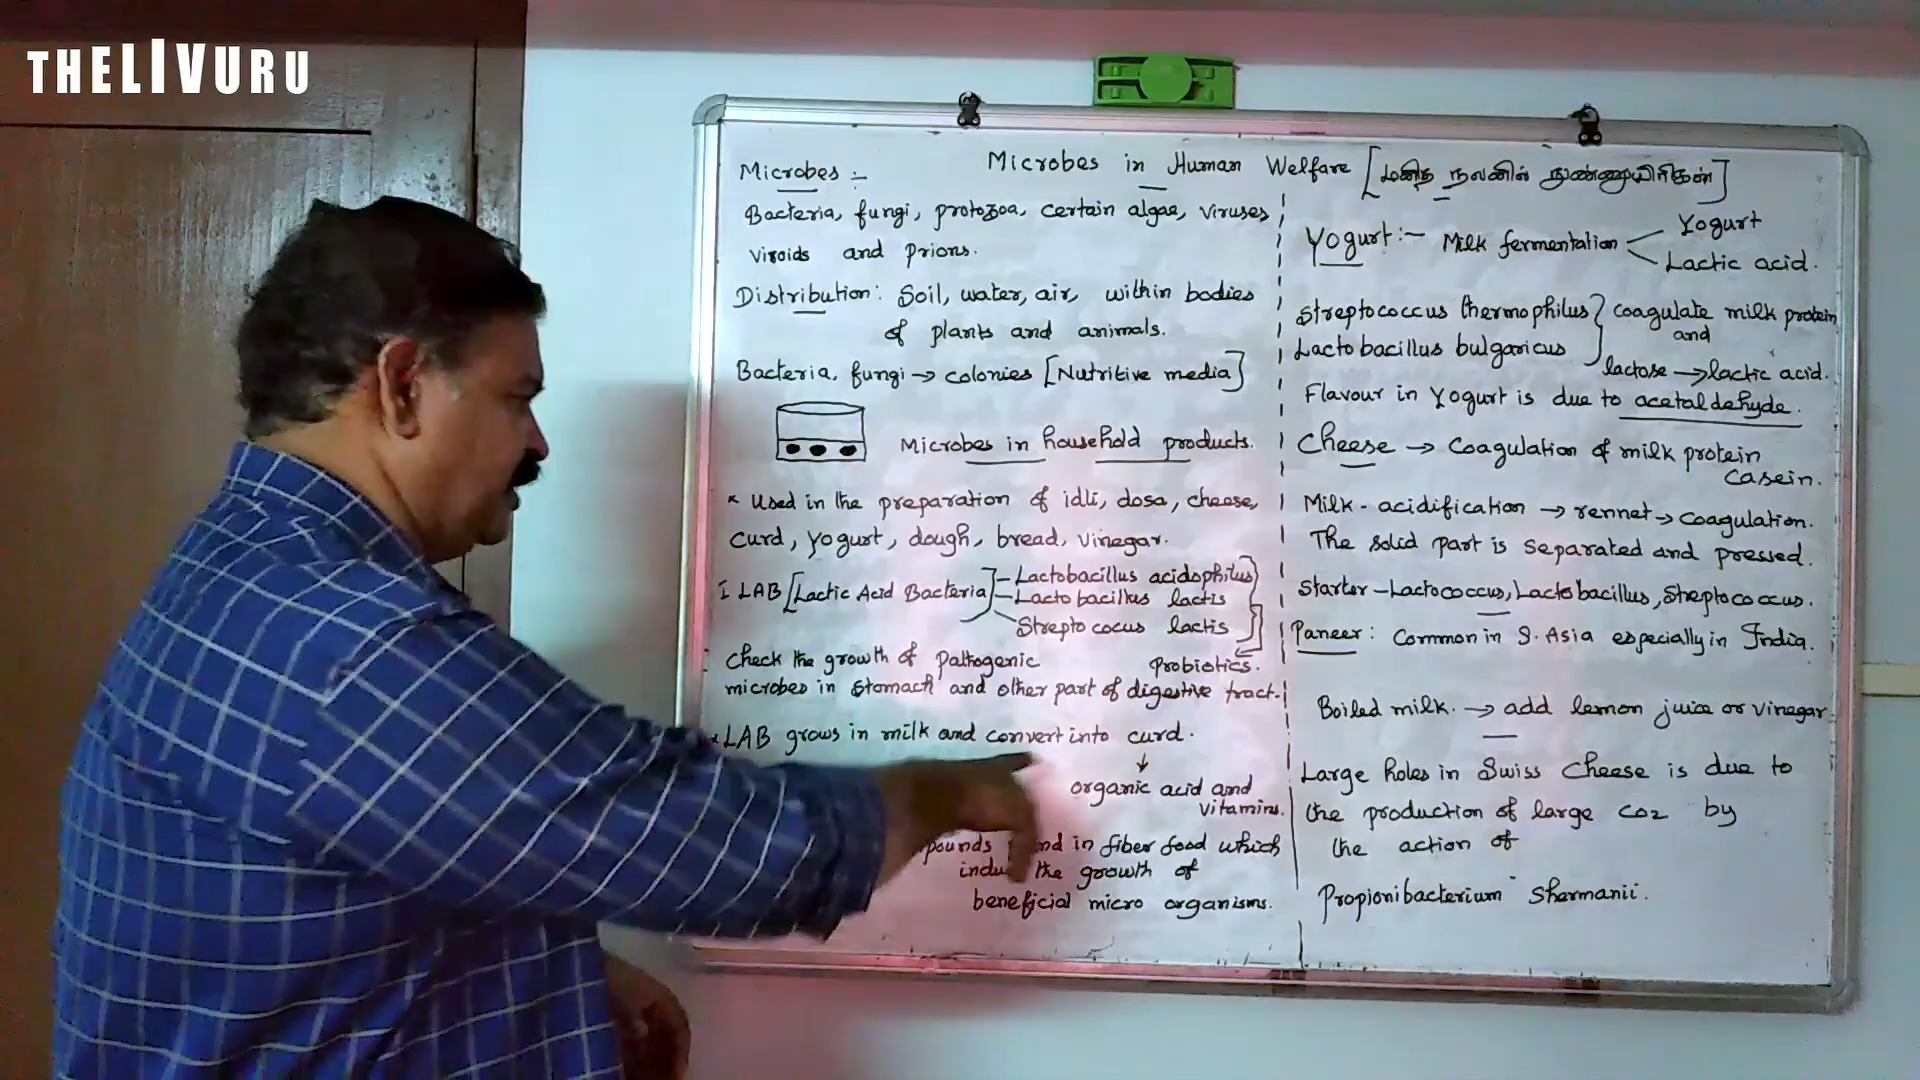 THELIVURU
Microbes in Human Welfare [மனித நலனில் நுண்ணுயிரிகள்]
Microbes :-
Bacteria, fungi, protozoa, certain algae, viruses
viroids and prions.
Distribution: Soil, water, air, within bodies
of plants and animals.
Bacteria, fungi → colonies [Nutritive media]
Microbes in household products.
* Used in the preparation of idli, dosa, cheese,
curd, yogurt, dough, bread, vinegar.
I LAB [Lactic Acid Bacteria]
Lactobacillus acidophilus
Lactobacillus lactis
Streptococus lactis
Probiotics.
Check the growth of pathogenic
microbes in stomach and other part of digestive tract.
* LAB grows in milk and convert into curd.
↓
organic acid and
vitamins.
in fiber food which
the growth of
beneficial micro organisms.
Yogurt :- Milk fermentation
Yogurt
Lactic acid.
Streptococcus thermophilus
Lactobacillus bulgaricus
coagulate milk protein
and
lactose → lactic acid.
Flavour in Yogurt is due to acetaldehyde.
Cheese → Coagulation of milk protein
Casein.
Milk - acidification → rennet → coagulation.
The solid part is separated and pressed.
Starter - Lactococcus, Lactobacillus, Streptococcus.
Paneer : Common in S. Asia especially in India.
Boiled milk. → add lemon juice or vinegar
Large holes in Swiss cheese is due to
the production of large CO2 by
the action of
Propionibacterium Shermanii.